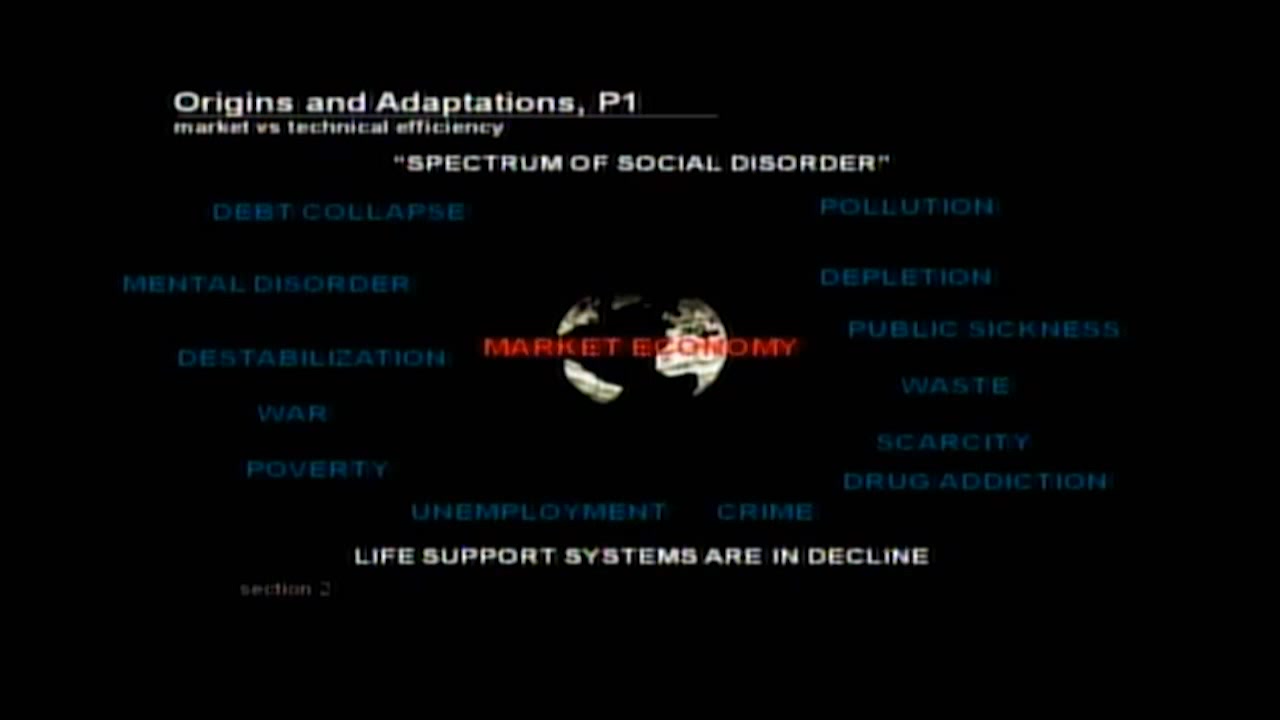 Origins and Adaptations, P1
market vs technical efficiency
"SPECTRUM OF SOCIAL DISORDER"
DEBT COLLAPSE
POLLUTION
MENTAL DISORDER
DEPLETION
PUBLIC SICKNESS
MARKET ECONOMY
DESTABILIZATION
WASTE
WAR
SCARCITY
POVERTY
DRUG ADDICTION
UNEMPLOYMENT
CRIME
LIFE SUPPORT SYSTEMS ARE IN DECLINE
section 2